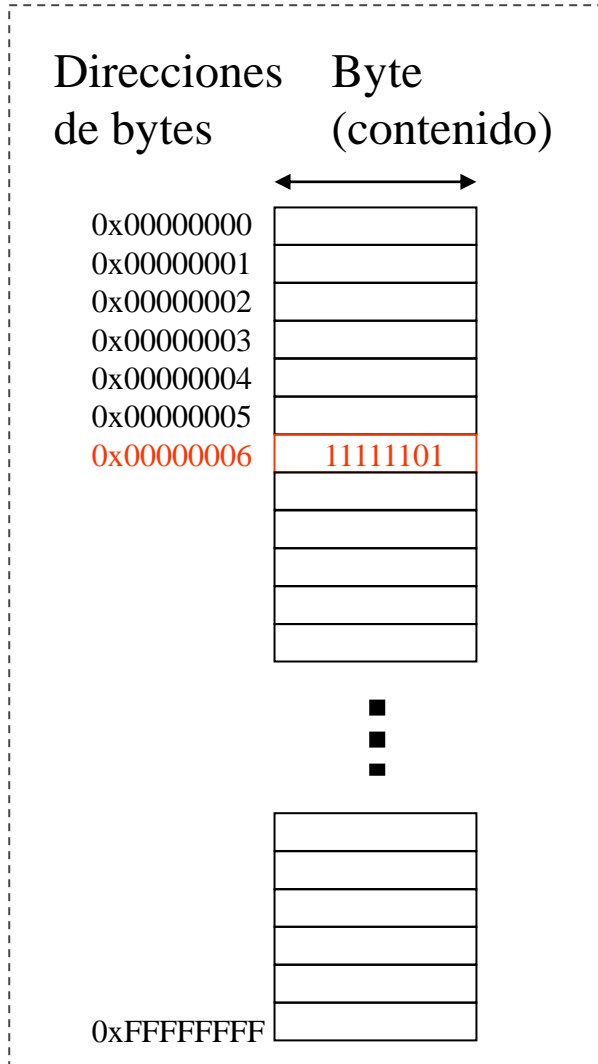 Direcciones Byte
de bytes (contenido)
0x00000000
0x00000001
0x00000002
0x00000003
0x00000004
0x00000005
0x00000006 11111101
0xFFFFFFFF